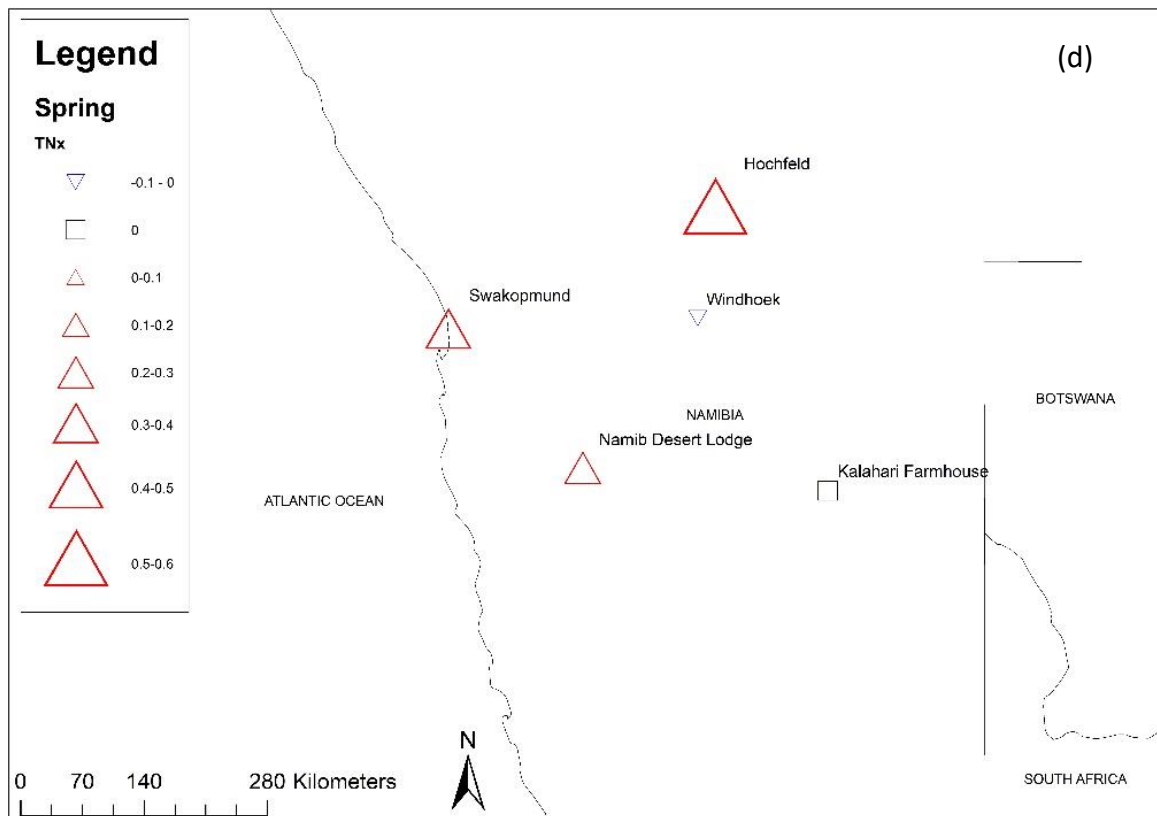 Legend
Spring
TNx
-0.1 - 0
0
0-0.1
0.1-0.2
0.2-0.3
0.3-0.4
0.4-0.5
0.5-0.6
(d)
Hochfeld
Swakopmund
Windhoek
BOTSWANA
NAMIBIA
Namib Desert Lodge
Kalahari Farmhouse
ATLANTIC OCEAN
N
0 70 140 280 Kilometers
SOUTH AFRICA